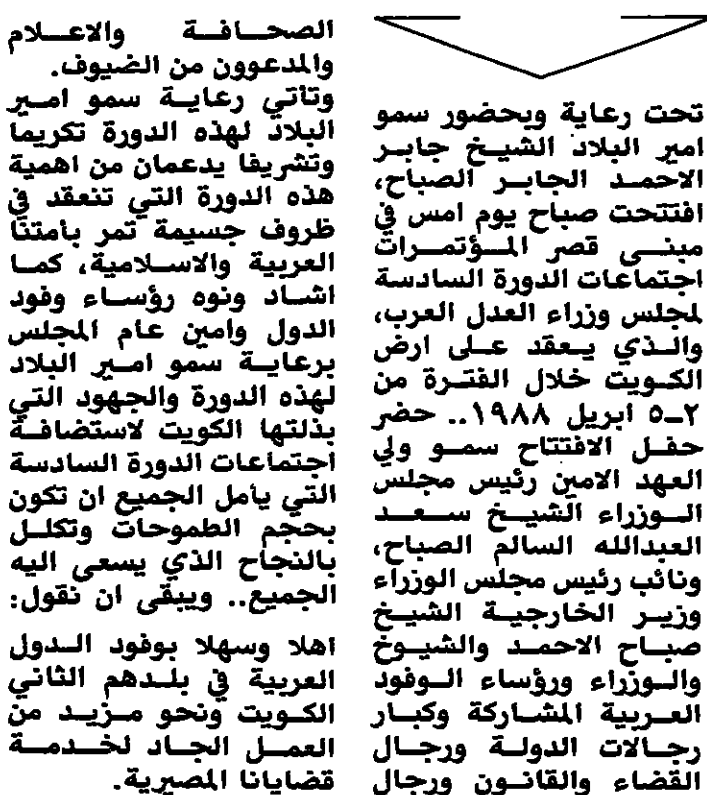 تحت رعاية وبحضور سمو
امير البلاد الشيخ جابر
الاحمد الجابر الصباح،
افتتحت صباح يوم امس في
مبنى قصر المؤتمرات
اجتماعات الدورة السادسة
لمجلس وزراء العدل العرب،
والذي يعقد على ارض
الكويت خلال الفترة من
٢ــ٥ ابريل ١٩٨٨.. حضر
حفل الافتتاح سمو ولي
العهد الامين رئيس مجلس
الوزراء الشيخ سعد
العبدالله السالم الصباح،
ونائب رئيس مجلس الوزراء
وزير الخارجية الشيخ
صباح الاحمد والشيوخ
والوزراء ورؤساء الوفود
العربية المشاركة وكبار
رجالات الدولة ورجال
القضاء والقانون ورجال
الصحافة والاعلام
والمدعوون من الضيوف.
وتأتي رعاية سمو امير
البلاد لهذه الدورة تكريما
وتشريفا يدعمان من اهمية
هذه الدورة التي تنعقد في
ظروف جسيمة تمر بأمتنا
العربية والاسلامية، كما
اشاد ونوه رؤساء وفود
الدول وامين عام المجلس
برعاية سمو امير البلاد
لهذه الدورة والجهود التي
بذلتها الكويت لاستضافة
اجتماعات الدورة السادسة
التي يأمل الجميع ان تكون
بحجم الطموحات وتكلل
بالنجاح الذي يسعى اليه
الجميع.. ويبقى ان نقول:
اهلا وسهلا بوفود الدول
العربية في بلدهم الثاني
الكويت ونحو مزيد من
العمل الجاد لخدمة
قضايانا المصيرية.